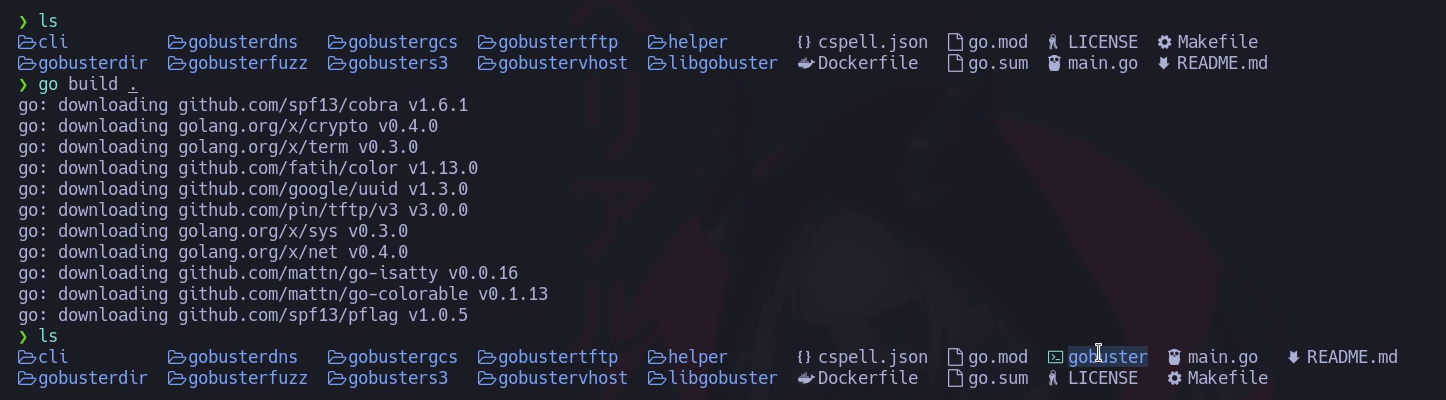 ❯ ls
cli gobusterdns gobustergcs gobustertftp helper {} cspell.json go.mod LICENSE Makefile
gobusterdir gobusterfuzz gobusters3 gobustervhost libgobuster Dockerfile go.sum main.go README.md
❯ go build .
go: downloading github.com/spf13/cobra v1.6.1
go: downloading golang.org/x/crypto v0.4.0
go: downloading golang.org/x/term v0.3.0
go: downloading github.com/fatih/color v1.13.0
go: downloading github.com/google/uuid v1.3.0
go: downloading github.com/pin/tftp/v3 v3.0.0
go: downloading golang.org/x/sys v0.3.0
go: downloading golang.org/x/net v0.4.0
go: downloading github.com/mattn/go-isatty v0.0.16
go: downloading github.com/mattn/go-colorable v0.1.13
go: downloading github.com/spf13/pflag v1.0.5
❯ ls
cli gobusterdns gobustergcs gobustertftp helper {} cspell.json go.mod gobuster main.go README.md
gobusterdir gobusterfuzz gobusters3 gobustervhost libgobuster Dockerfile go.sum LICENSE Makefile